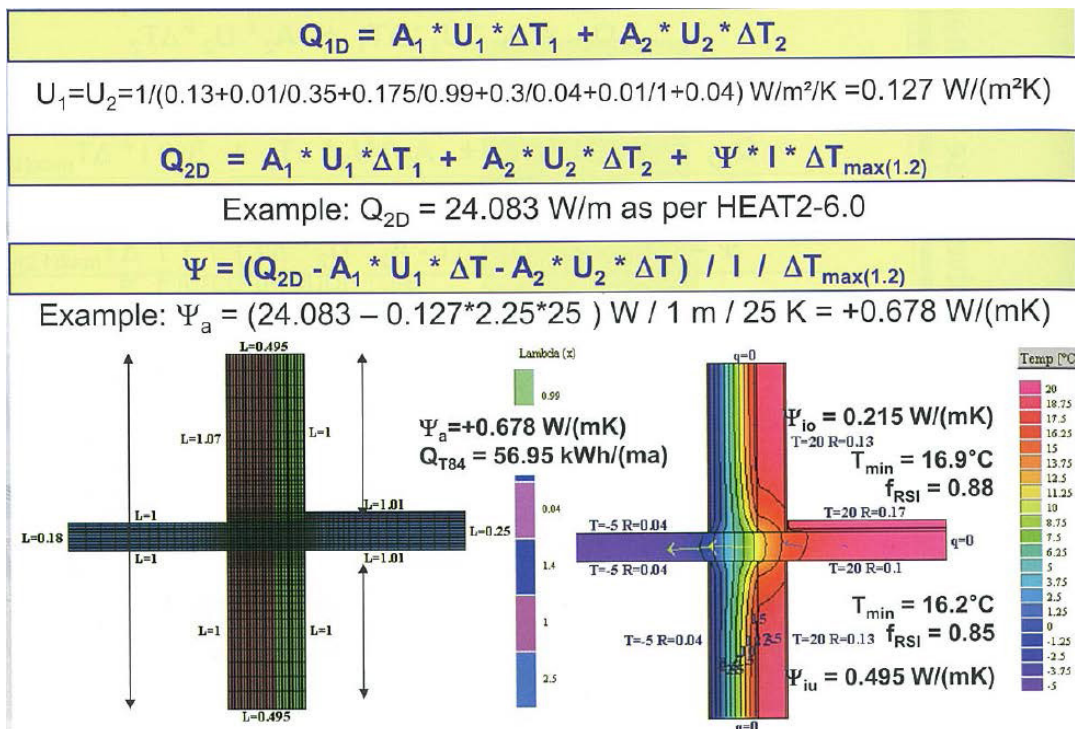 Q1D = A1 * U1 * ΔT1 + A2 * U2 * ΔT2
U1=U2=1/(0.13+0.01/0.35+0.175/0.99+0.3/0.04+0.01/1+0.04) W/m²/K =0.127 W/(m²K)
Q2D = A1 * U1 * ΔT1 + A2 * U2 * ΔT2 + Ψ * l * ΔTmax(1.2)
Example: Q2D = 24.083 W/m as per HEAT2-6.0
Ψ = (Q2D - A1 * U1 * ΔT - A2 * U2 * ΔT ) / l / ΔTmax(1.2)
Example: Ψa = (24.083 – 0.127*2.25*25 ) W / 1 m / 25 K = +0.678 W/(mK)
L=0.495
L=1.07
L=1
L=1
L=1.01
L=0.18
L=0.25
L=1
L=1.01
L=1
L=1
L=0.495
Lambda (x)
0.99
Ψa=+0.678 W/(mK)
QT84 = 56.95 kWh/(ma)
0.04
1.4
1
2.5
q=0
Ψio = 0.215 W/(mK)
T=20 R=0.13
Tmin = 16.9°C
fRSI = 0.88
T=-5 R=0.04
T=20 R=0.17
q=0
T=-5 R=0.04
T=20 R=0.1
Tmin = 16.2°C
T=-5 R=0.04
T=20 R=0.13
fRSI = 0.85
Ψiu = 0.495 W/(mK)
q=0
Temp [°C
20
18.75
17.5
16.25
15
13.75
12.5
11.25
10
8.75
7.5
6.25
5
3.75
2.5
1.25
0
-1.25
-2.5
-3.75
-5